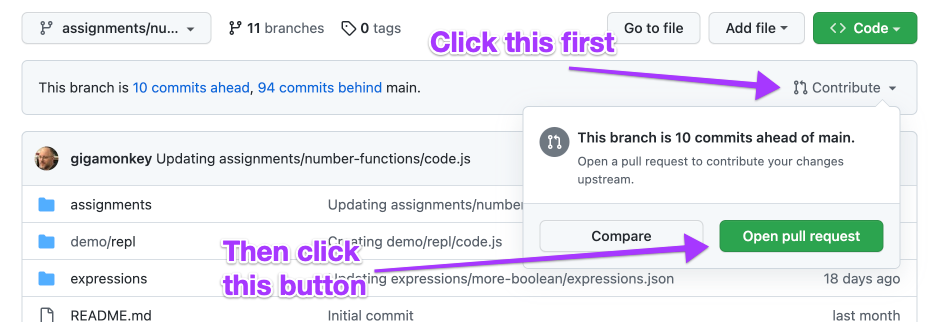 assignments/nu...
11 branches
0 tags
Go to file
Add file
Code
Click this first
This branch is 10 commits ahead, 94 commits behind main.
Contribute
This branch is 10 commits ahead of main.
Open a pull request to contribute your changes
upstream.
Compare
Open pull request
gigamonkey Updating assignments/number-functions/code.js
assignments
Updating assignments/number
demo/repl
Creating demo/repl/code.js
Then click
this button
expressions
Updating expressions/more-boolean/expressions.json
18 days ago
README.md
Initial commit
last month